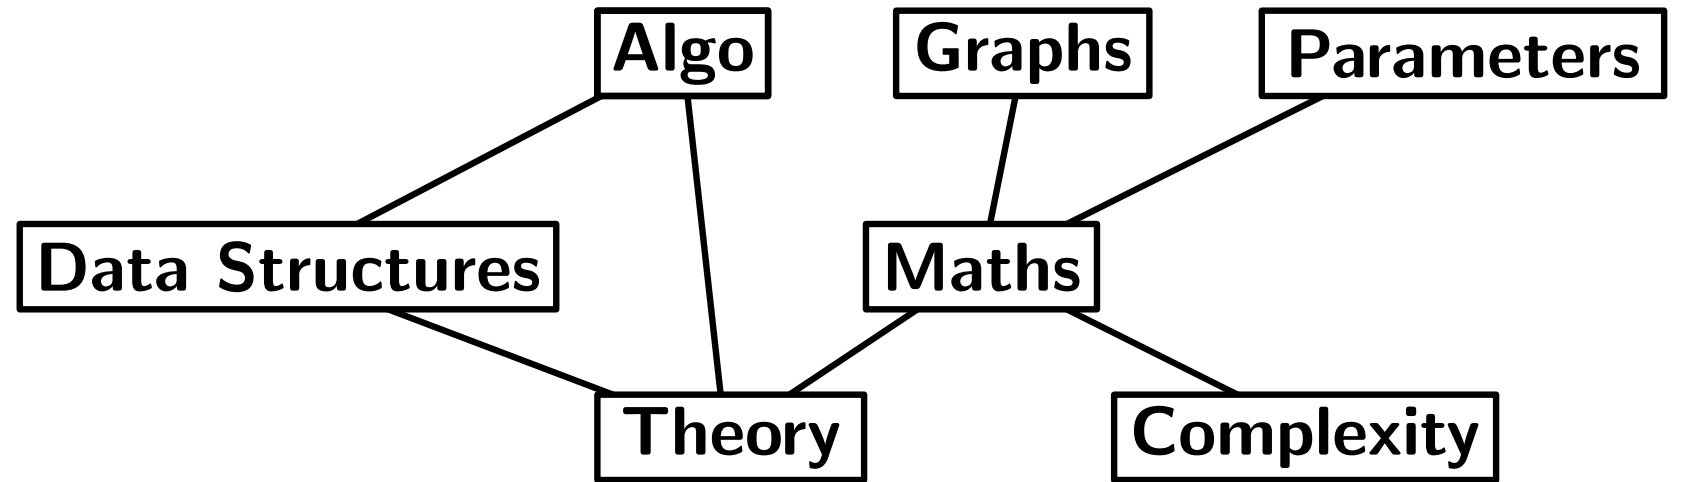 Algo
Graphs
Parameters
Data Structures
Maths
Theory
Complexity